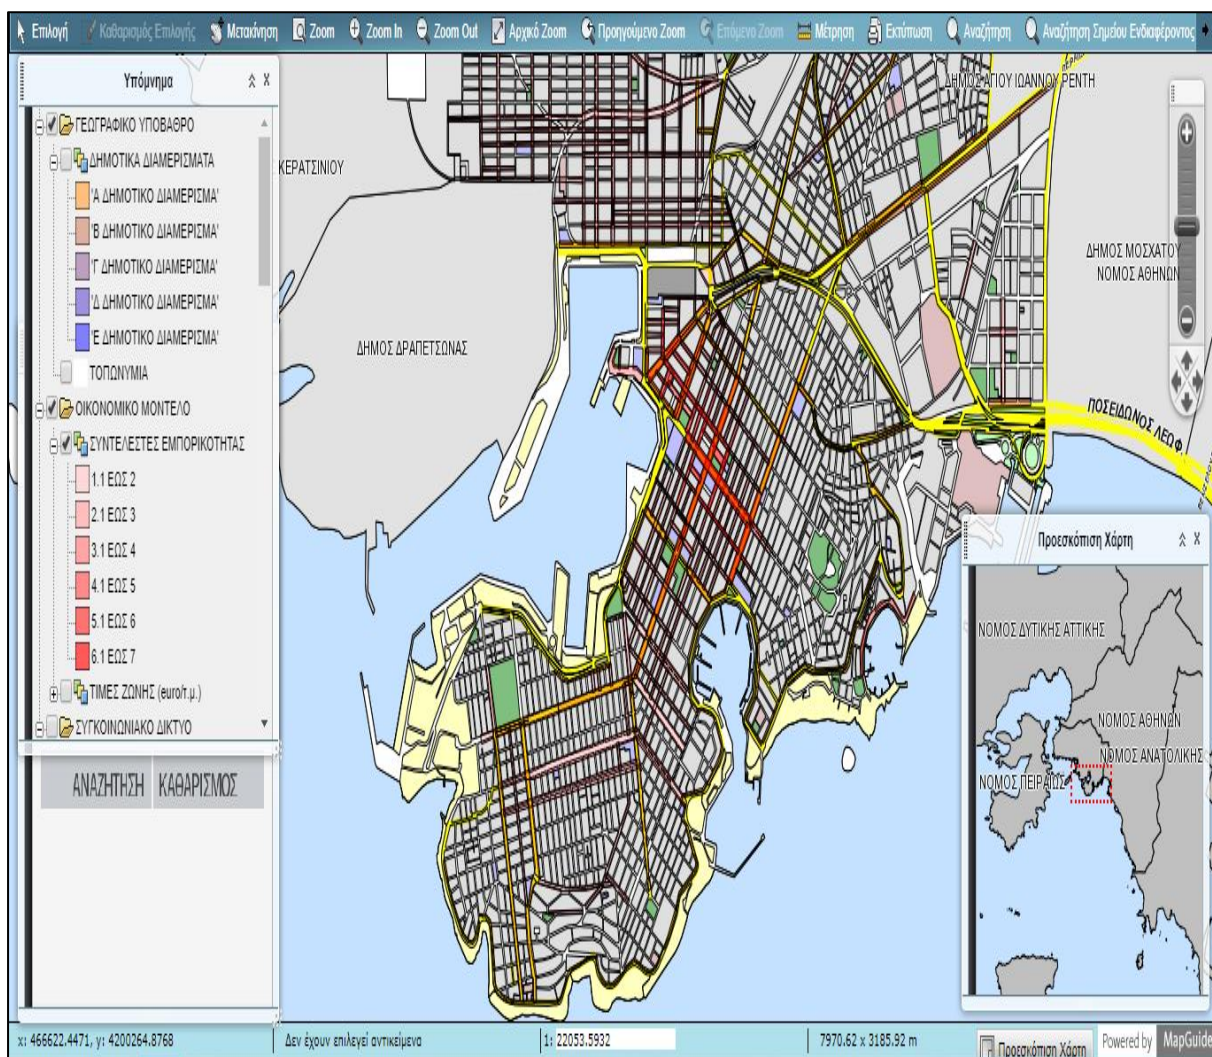 Επιλογή Καθαρισμός Επιλογής Μετακίνηση Zoom Zoom In Zoom Out Αρχικό Zoom Προηγούμενο Zoom Επόμενο Zoom Μέτρηση Εκτύπωση Αναζήτηση Αναζήτηση Σημείου Ενδιαφέροντος
Υπόμνημα
ΓΕΩΓΡΑΦΙΚΟ ΥΠΟΒΑΘΡΟ
ΔΗΜΟΤΙΚΑ ΔΙΑΜΕΡΙΣΜΑΤΑ
'Α ΔΗΜΟΤΙΚΟ ΔΙΑΜΕΡΙΣΜΑ'
'Β ΔΗΜΟΤΙΚΟ ΔΙΑΜΕΡΙΣΜΑ'
'Γ ΔΗΜΟΤΙΚΟ ΔΙΑΜΕΡΙΣΜΑ'
'Δ ΔΗΜΟΤΙΚΟ ΔΙΑΜΕΡΙΣΜΑ'
'Ε ΔΗΜΟΤΙΚΟ ΔΙΑΜΕΡΙΣΜΑ'
ΤΟΠΩΝΥΜΙΑ
ΟΙΚΟΝΟΜΙΚΟ ΜΟΝΤΕΛΟ
ΣΥΝΤΕΛΕΣΤΕΣ ΕΜΠΟΡΙΚΟΤΗΤΑΣ
1.1 ΕΩΣ 2
2.1 ΕΩΣ 3
3.1 ΕΩΣ 4
4.1 ΕΩΣ 5
5.1 ΕΩΣ 6
6.1 ΕΩΣ 7
ΤΙΜΕΣ ΖΩΝΗΣ (euro/τ.μ.)
ΣΥΓΚΟΙΝΩΝΙΑΚΟ ΔΙΚΤΥΟ
ΑΝΑΖΗΤΗΣΗ ΚΑΘΑΡΙΣΜΟΣ
ΚΕΡΑΤΣΙΝΙΟΥ
ΔΗΜΟΣ ΑΓΙΟΥ ΙΩΑΝΝΟΥ ΡΕΝΤΗ
ΔΗΜΟΣ ΜΟΣΧΑΤΟΥ
ΝΟΜΟΣ ΑΘΗΝΩΝ
ΔΗΜΟΣ ΔΡΑΠΕΤΣΩΝΑΣ
ΠΟΣΕΙΔΩΝΟΣ ΛΕΩΦ
Προεσκόπιση Χάρτη
ΝΟΜΟΣ ΔΥΤΙΚΗΣ ΑΤΤΙΚΗΣ
ΝΟΜΟΣ ΑΘΗΝΩΝ
ΝΟΜΟΣ ΑΝΑΤΟΛΙΚΗΣ
ΝΟΜΟΣ ΠΕΙΡΑΙΩΣ
x: 466622.4471, y: 4200264.8768 Δεν έχουν επιλεγεί αντικείμενα 1: 22053.5932 7970.62 x 3185.92 m Προεσκόπιση Χάρτη Powered by MapGuide